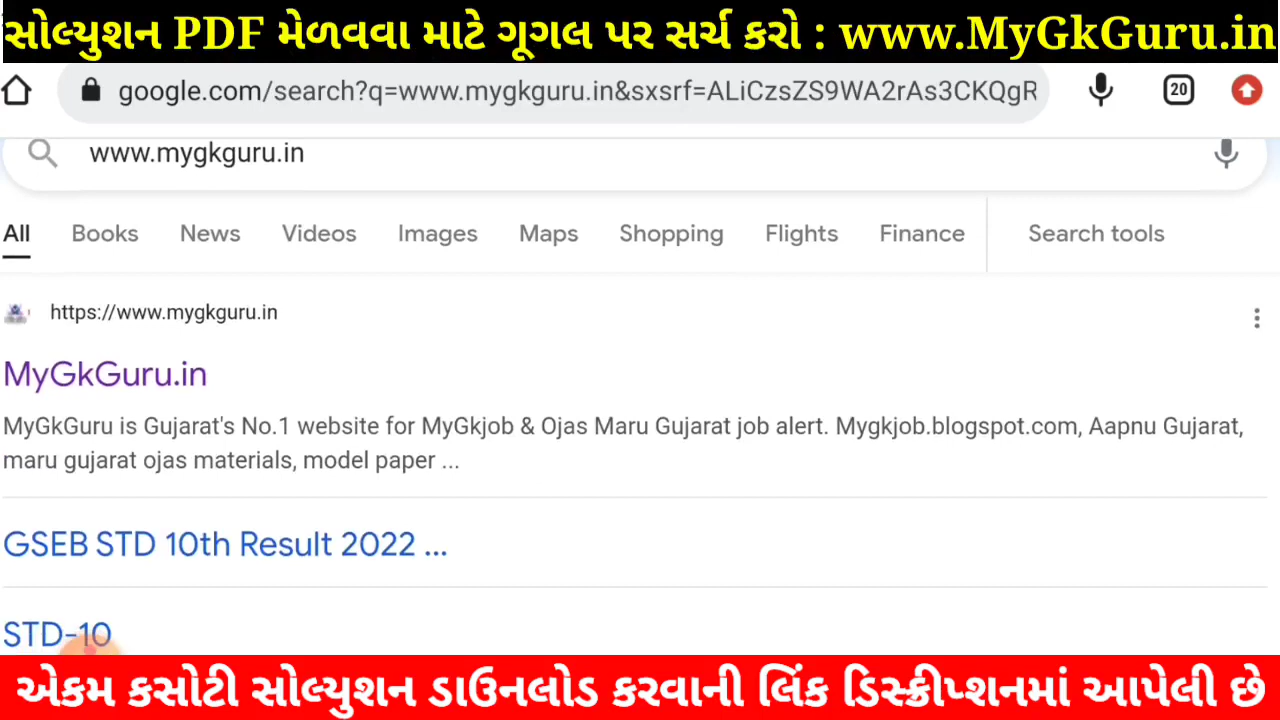 સોલ્યુશન PDF મેળવવા માટે ગૂગલ પર સર્ચ કરો : www.MyGkGuru.in
google.com/search?q=www.mygkguru.in&sxsrf=ALiCzsZS9WA2rAs3CKQgR
20
www.mygkguru.in
All Books News Videos Images Maps Shopping Flights Finance Search tools
https://www.mygkguru.in
MyGkGuru.in
MyGkGuru is Gujarat's No.1 website for MyGkjob & Ojas Maru Gujarat job alert. Mygkjob.blogspot.com, Aapnu Gujarat,
maru gujarat ojas materials, model paper ...
GSEB STD 10th Result 2022 ...
STD-10
એકમ કસોટી સોલ્યુશન ડાઉનલોડ કરવાની લિંક ડિસ્ક્રીપ્શનમાં આપેલી છે